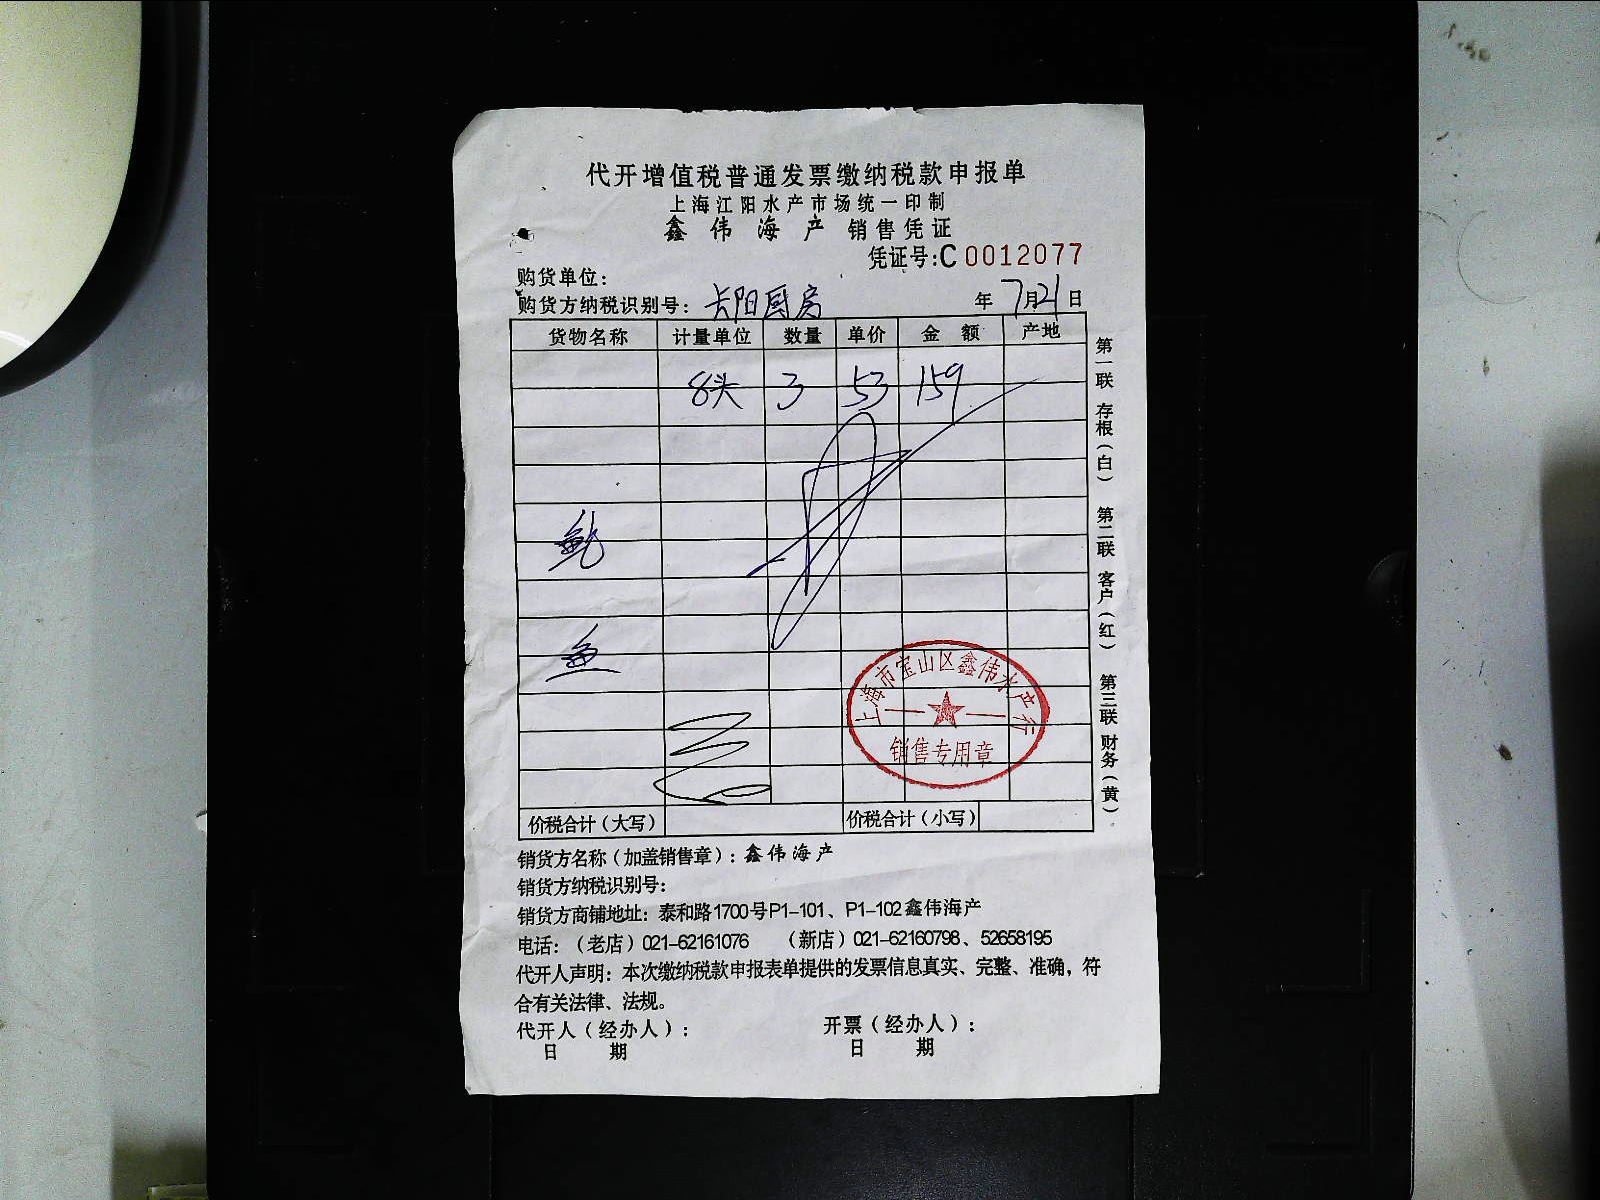 代开增值税普通发票缴纳税款申报单
上海江阳水产市场统一印制
鑫伟海产 销售凭证
凭证号:C 0012077
购货单位：
购货方纳税识别号：长阳厨房 年 7月21日
货物名称 计量单位 数量 单价 金额 产地
8头 3 53 159
鲍
鱼
价税合计（大写） 价税合计（小写）
上海市宝山区鑫伟水产行
销售专用章
第一联 存根（白） 第二联 客户（红） 第三联 财务（黄）
销货方名称（加盖销售章）：鑫伟海产
销货方纳税识别号：
销货方商铺地址：泰和路1700号P1-101、P1-102鑫伟海产
电话：（老店）021-62161076 （新店）021-62160798、52658195
代开人声明：本次缴纳税款申报表单提供的发票信息真实、完整、准确，符
合有关法律、法规。
代开人（经办人）： 开票（经办人）：
日 期 日 期